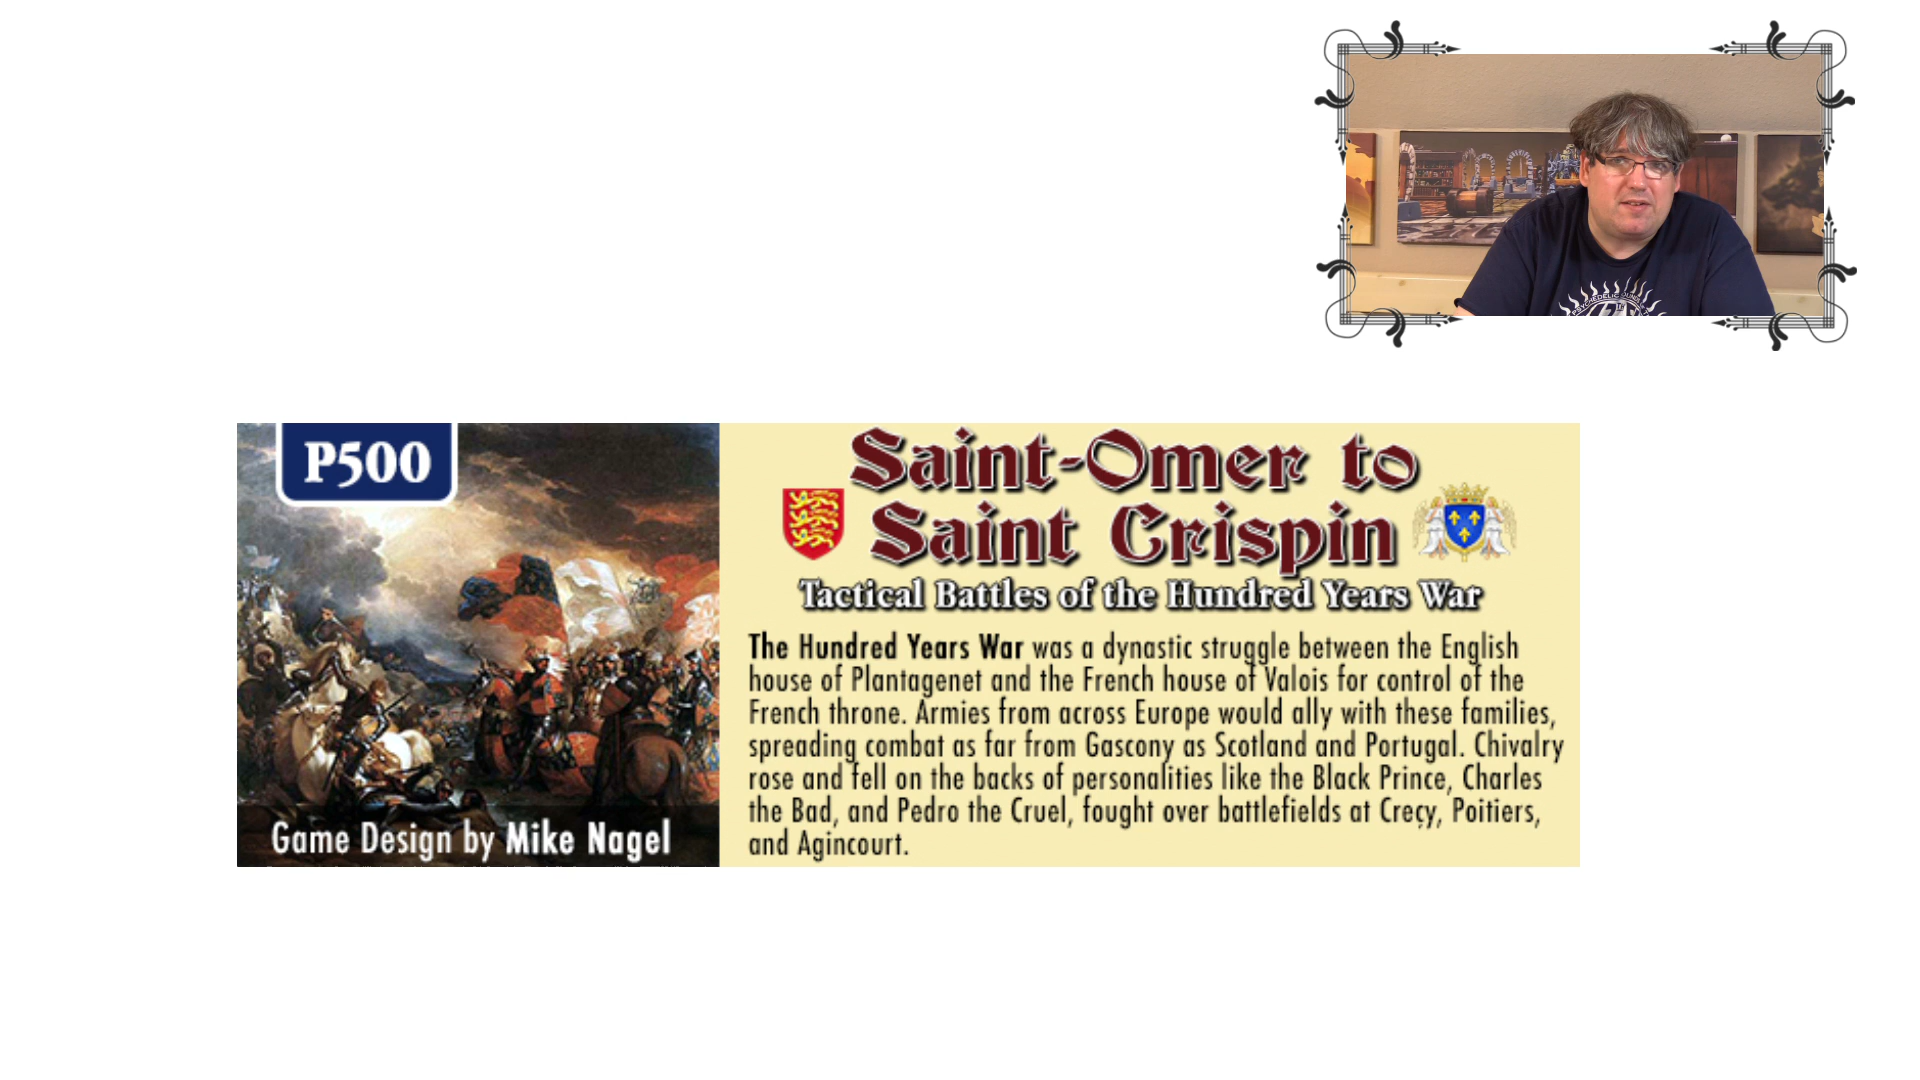 PSYCHEDELIC
P500
Saint-Omer to
Saint Crispin
Tactical Battles of the Hundred Years War
The Hundred Years War was a dynastic struggle between the English
house of Plantagenet and the French house of Valois for control of the
French throne. Armies from across Europe would ally with these families,
spreading combat as far from Gascony as Scotland and Portugal. Chivalry
rose and fell on the backs of personalities like the Black Prince, Charles
the Bad, and Pedro the Cruel, fought over battlefields at Creçy, Poitiers,
and Agincourt.
Game Design by Mike Nagel